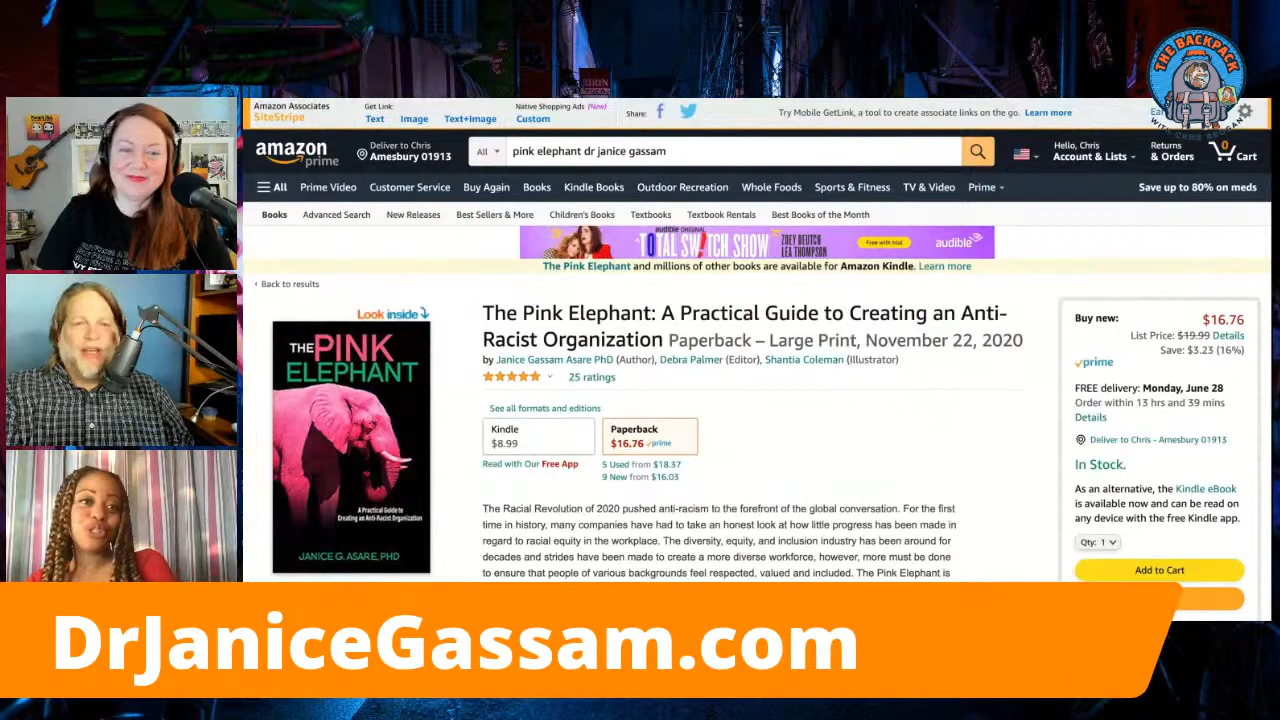 THE BACKPACK
WITH CHRIS BROGAN
KIRIN
Amazon Associates
SiteStripe
Get Link:
Text Image Text+Image
Native Shopping Ads (New)
Custom
Share:
Try Mobile GetLink, a tool to create associate links on the go. Learn more
amazon
prime
Deliver to Chris
Amesbury 01913
All
pink elephant dr janice gassam
Hello, Chris
Account & Lists
Returns
& Orders
0
Cart
All Prime Video Customer Service Buy Again Books Kindle Books Outdoor Recreation Whole Foods Sports & Fitness TV & Video Prime Save up to 80% on meds
Books Advanced Search New Releases Best Sellers & More Children's Books Textbooks Textbook Rentals Best Books of the Month
audible ORIGINAL
TOTAL SW!TCH SHOW
ZOEY DEUTCH
LEA THOMPSON
Free with trial
audible
The Pink Elephant and millions of other books are available for Amazon Kindle. Learn more
‹ Back to results
Look inside
THE PINK
ELEPHANT
A Practical Guide to
Creating an Anti-Racist Organization
JANICE G. ASARE, PHD
The Pink Elephant: A Practical Guide to Creating an Anti-
Racist Organization Paperback – Large Print, November 22, 2020
by Janice Gassam Asare PhD (Author), Debra Palmer (Editor), Shantia Coleman (Illustrator)
25 ratings
See all formats and editions
Kindle
$8.99
Paperback
$16.76 prime
Read with Our Free App
5 Used from $18.37
9 New from $16.03
The Racial Revolution of 2020 pushed anti-racism to the forefront of the global conversation. For the first
time in history, many companies have had to take an honest look at how little progress has been made in
regard to racial equity in the workplace. The diversity, equity, and inclusion industry has been around for
decades and strides have been made to create a more diverse workforce, however, more must be done
to ensure that people of various backgrounds feel respected, valued and included. The Pink Elephant is
Buy new: $16.76
List Price: $19.99 Details
Save: $3.23 (16%)
prime
FREE delivery: Monday, June 28
Order within 13 hrs and 39 mins
Details
Deliver to Chris - Amesbury 01913
In Stock.
As an alternative, the Kindle eBook
is available now and can be read on
any device with the free Kindle app.
Qty: 1
Add to Cart
DrJaniceGassam.com